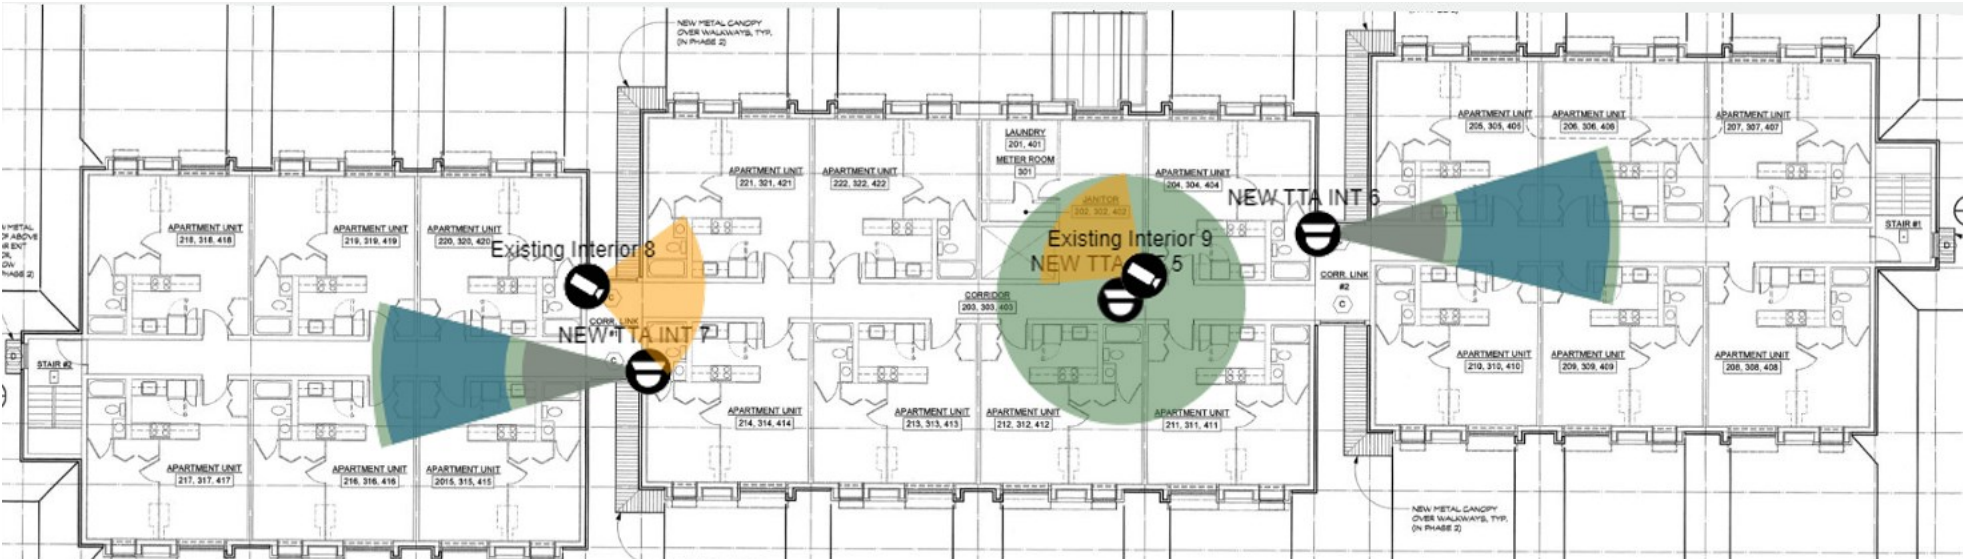 NEW METAL CANOPY
OVER WALKWAYS, TYP.
(IN PHASE 2)
APARTMENT UNIT
205, 305, 405
APARTMENT UNIT
206, 306, 406
APARTMENT UNIT
207, 307, 407
LAUNDRY
201, 401
METER ROOM
301
APARTMENT UNIT
221, 321, 421
APARTMENT UNIT
222, 322, 422
APARTMENT UNIT
204, 304, 404
JANITOR
202, 302, 402
NEW TTA INT 6
STAIR #1
APARTMENT UNIT
218, 318, 418
APARTMENT UNIT
219, 319, 419
APARTMENT UNIT
220, 320, 420
Existing Interior 8
Existing Interior 9
NEW TTA 5
CORR. LINK
#2
C
CORRIDOR
203, 303, 403
C
CORR. LINK
NEW TTA INT 7
C
STAIR #2
APARTMENT UNIT
210, 310, 410
APARTMENT UNIT
209, 309, 409
APARTMENT UNIT
208, 308, 408
APARTMENT UNIT
214, 314, 414
APARTMENT UNIT
213, 313, 413
APARTMENT UNIT
212, 312, 412
APARTMENT UNIT
211, 311, 411
APARTMENT UNIT
217, 317, 417
APARTMENT UNIT
216, 316, 416
APARTMENT UNIT
2015, 315, 415
NEW METAL CANOPY
OVER WALKWAYS, TYP.
(IN PHASE 2)